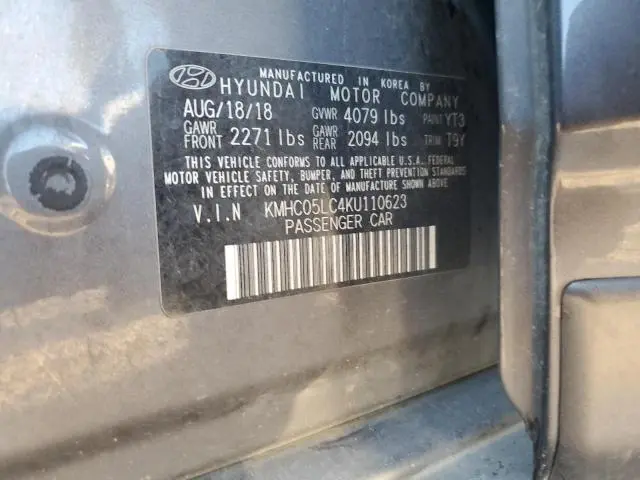 MANUFACTURED IN KOREA BY
HYUNDAI MOTOR COMPANY
AUG/18/18 GVWR 4079 lbs PAINT YT3
GAWR FRONT 2271 lbs GAWR REAR 2094 lbs TRIM T9Y
THIS VEHICLE CONFORMS TO ALL APPLICABLE U.S.A. FEDERAL
MOTOR VEHICLE SAFETY, BUMPER, AND THEFT PREVENTION STANDARDS
IN EFFECT ON THE DATE OF MANUFACTURE SHOWN ABOVE.
V.I.N KMHC05LC4KU110623
PASSENGER CAR